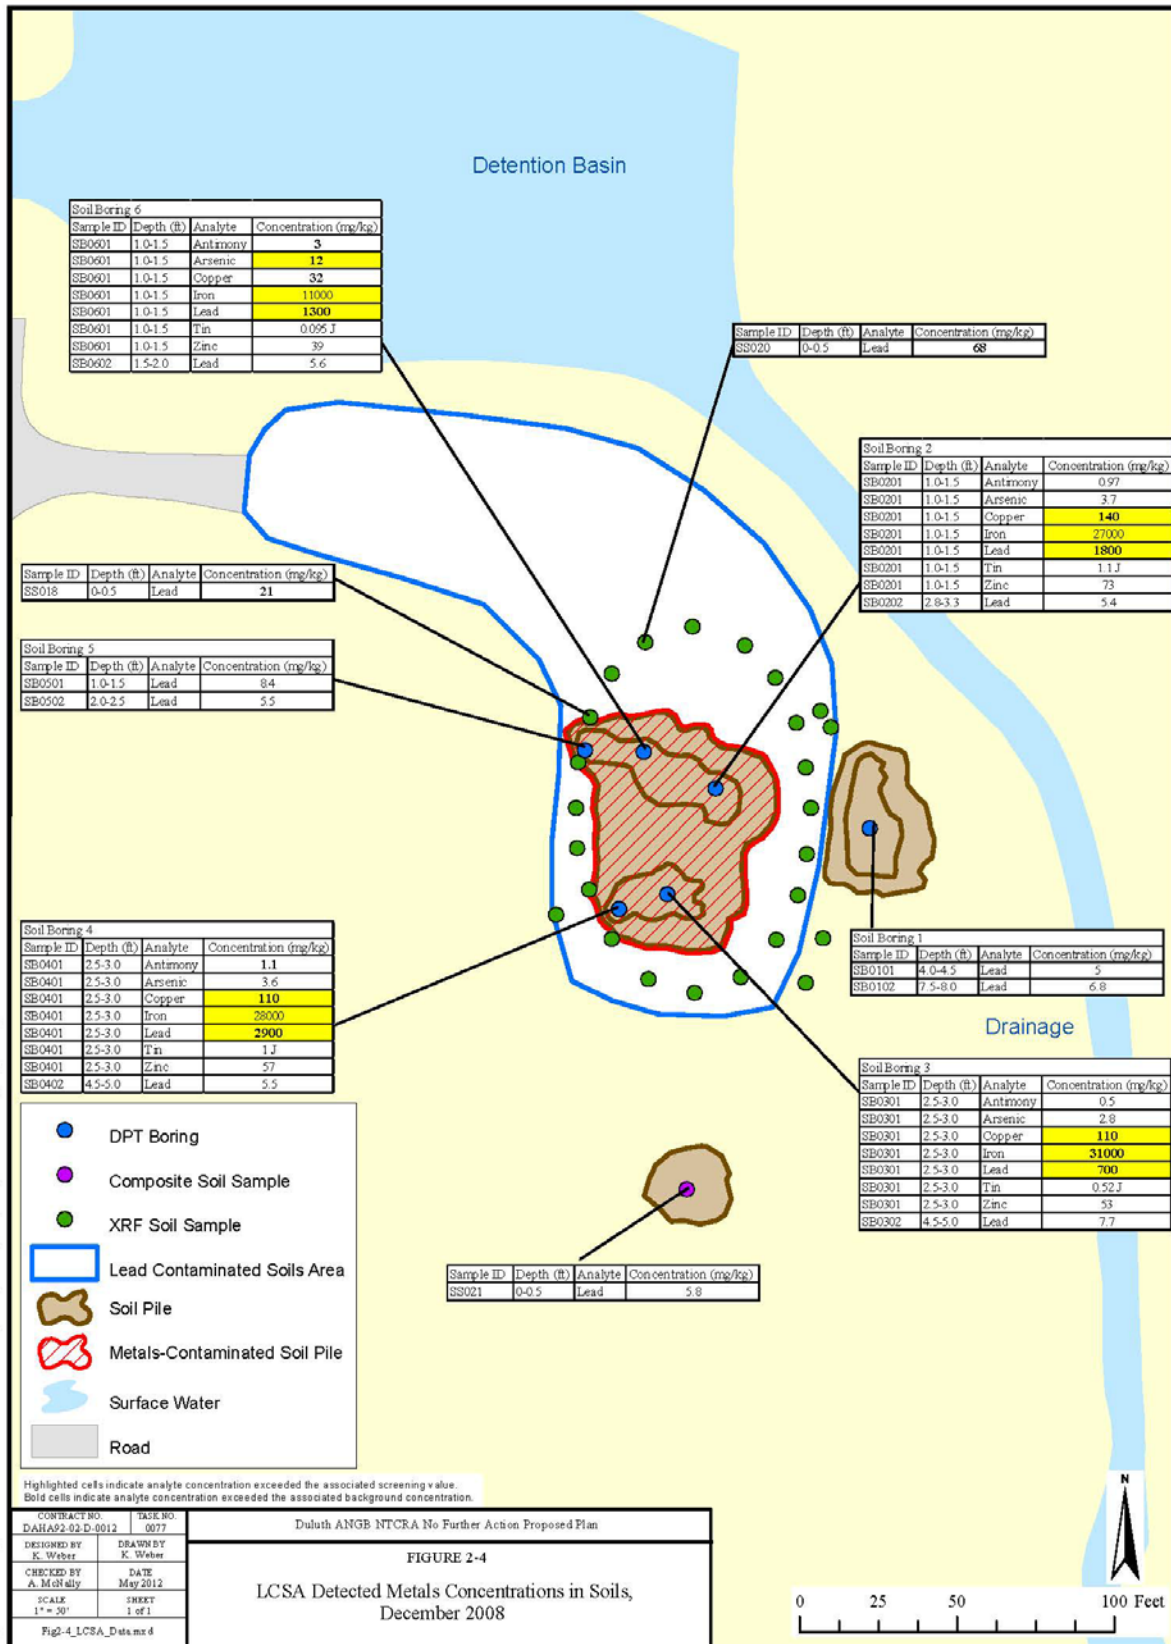 Detention Basin
Soil Boring 6
Sample ID Depth (ft) Analyte Concentration (mg/kg)
SB0601 1.0-1.5 Antimony 3
SB0601 1.0-1.5 Arsenic 12
SB0601 1.0-1.5 Copper 32
SB0601 1.0-1.5 Iron 11000
SB0601 1.0-1.5 Lead 1300
SB0601 1.0-1.5 Tin 0.095 J
SB0601 1.0-1.5 Zinc 39
SB0602 1.5-2.0 Lead 5.6
Sample ID Depth (ft) Analyte Concentration (mg/kg)
SS020 0-0.5 Lead 68
Soil Boring 2
Sample ID Depth (ft) Analyte Concentration (mg/kg)
SB0201 1.0-1.5 Antimony 0.97
SB0201 1.0-1.5 Arsenic 3.7
SB0201 1.0-1.5 Copper 140
SB0201 1.0-1.5 Iron 27000
SB0201 1.0-1.5 Lead 1800
SB0201 1.0-1.5 Tin 1.1 J
SB0201 1.0-1.5 Zinc 73
SB0202 2.8-3.3 Lead 5.4
Sample ID Depth (ft) Analyte Concentration (mg/kg)
SS018 0-0.5 Lead 21
Soil Boring 5
Sample ID Depth (ft) Analyte Concentration (mg/kg)
SB0501 1.0-1.5 Lead 8.4
SB0502 2.0-2.5 Lead 5.5
Soil Boring 4
Sample ID Depth (ft) Analyte Concentration (mg/kg)
SB0401 2.5-3.0 Antimony 1.1
SB0401 2.5-3.0 Arsenic 3.6
SB0401 2.5-3.0 Copper 110
SB0401 2.5-3.0 Iron 28000
SB0401 2.5-3.0 Lead 2900
SB0401 2.5-3.0 Tin 1 J
SB0401 2.5-3.0 Zinc 57
SB0402 4.5-5.0 Lead 5.5
Soil Boring 1
Sample ID Depth (ft) Analyte Concentration (mg/kg)
SB0101 4.0-4.5 Lead 5
SB0102 7.5-8.0 Lead 6.8
Drainage
Soil Boring 3
Sample ID Depth (ft) Analyte Concentration (mg/kg)
SB0301 2.5-3.0 Antimony 0.5
SB0301 2.5-3.0 Arsenic 2.8
SB0301 2.5-3.0 Copper 110
SB0301 2.5-3.0 Iron 31000
SB0301 2.5-3.0 Lead 700
SB0301 2.5-3.0 Tin 0.52 J
SB0301 2.5-3.0 Zinc 53
SB0302 4.5-5.0 Lead 7.7
Sample ID Depth (ft) Analyte Concentration (mg/kg)
SS021 0-0.5 Lead 5.8
DPT Boring
Composite Soil Sample
XRF Soil Sample
Lead Contaminated Soils Area
Soil Pile
Metals-Contaminated Soil Pile
Surface Water
Road
Highlighted cells indicate analyte concentration exceeded the associated screening value.
Bold cells indicate analyte concentration exceeded the associated background concentration.
CONTRACT NO. TASK NO.
DAHA92-02-D-0012 0077
DESIGNED BY DRAWN BY
K. Weber K. Weber
CHECKED BY DATE
A. McNally May 2012
SCALE SHEET
1" = 50' 1 of 1
Fig2-4_LCSA_Data.mxd
Duluth ANGB NTCRA No Further Action Proposed Plan
FIGURE 2-4
LCSA Detected Metals Concentrations in Soils,
December 2008
N
0 25 50 100 Feet